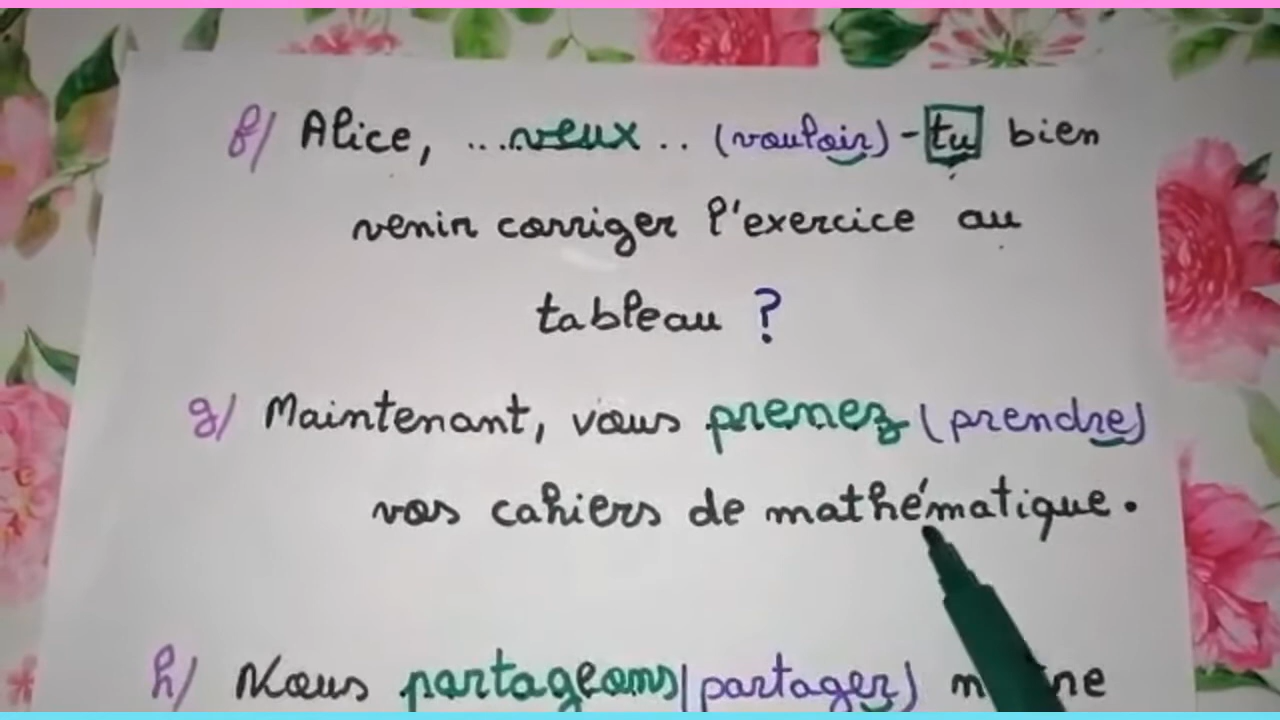 f/ Alice, ...veux.. (vouloir)-tu bien
venir corriger l'exercice au
tableau ?
g/ Maintenant, vous prenez (prendre)
vos cahiers de mathématique.
h/ Nous partageons (partager)